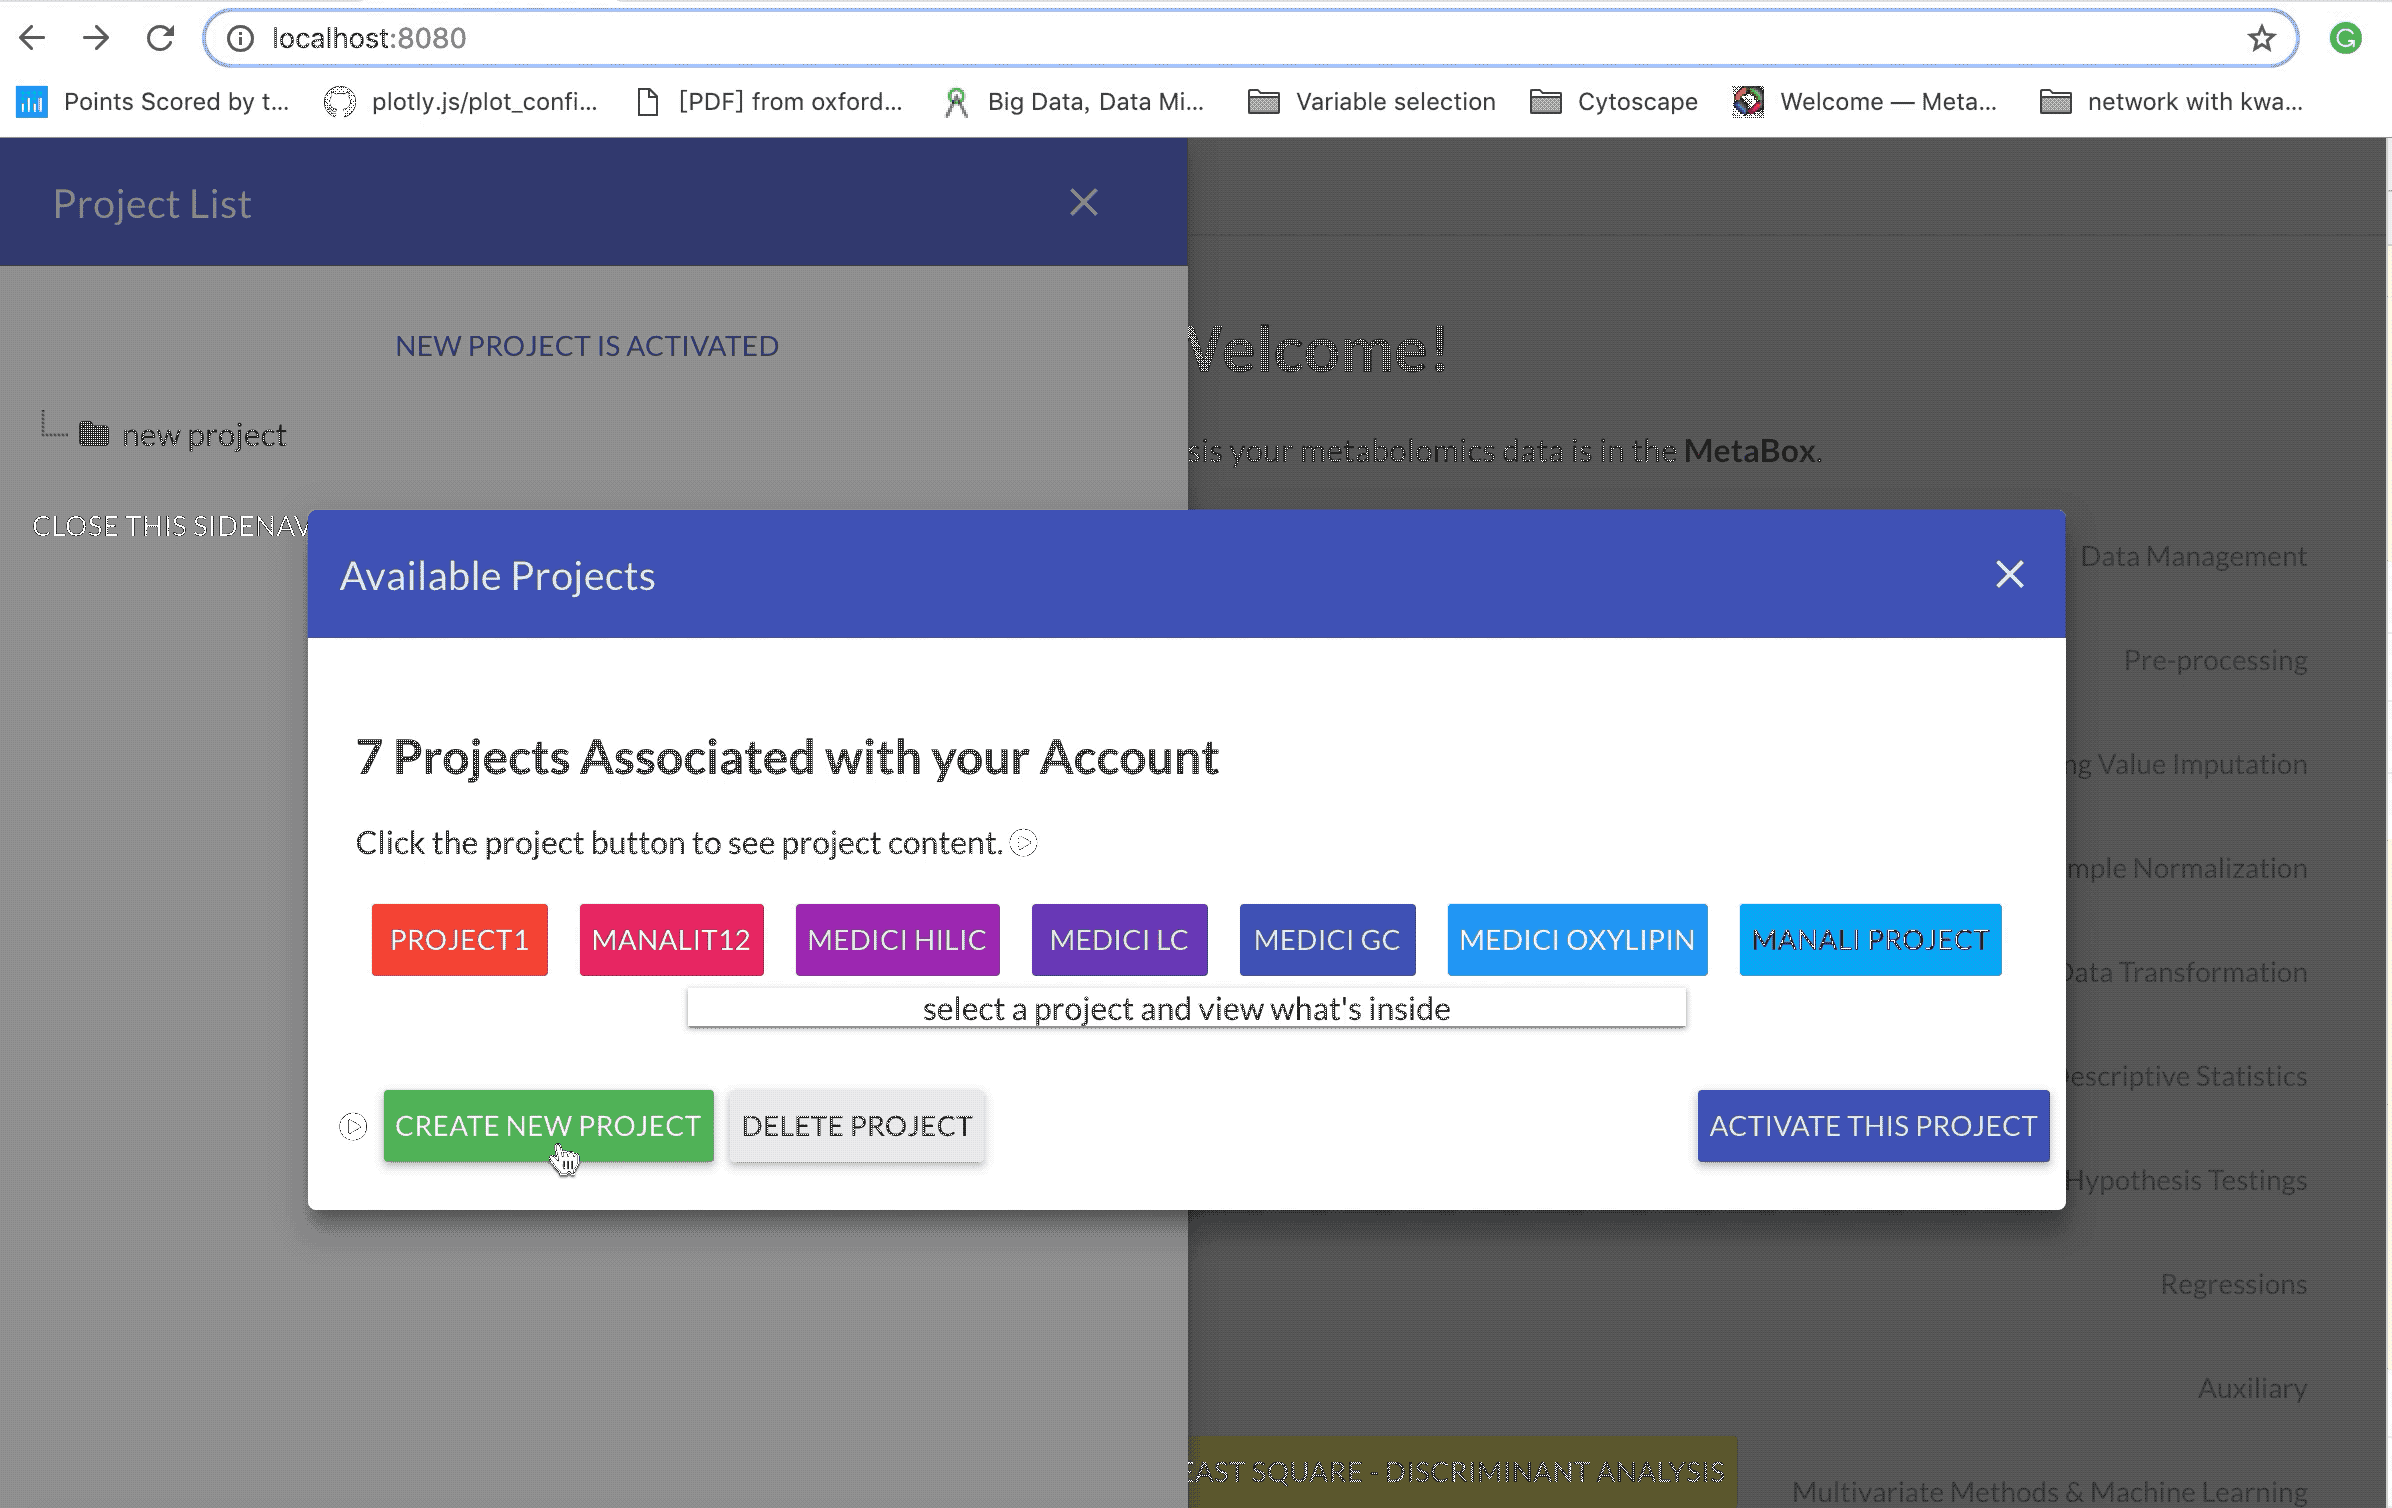 localhost:8080
Points Scored by t...
plotly.js/plot_confi...
[PDF] from oxford...
Big Data, Data Mi...
Variable selection
Cytoscape
Welcome — Meta...
network with kwa...
Project List
NEW PROJECT IS ACTIVATED
Welcome!
new project
sis your metabolomics data is in the MetaBox.
CLOSE THIS SIDENAV
Data Management
Available Projects
Pre-processing
7 Projects Associated with your Account
ng Value Imputation
Click the project button to see project content.
mple Normalization
PROJECT1
MANALIT12
MEDICI HILIC
MEDICI LC
MEDICI GC
MEDICI OXYLIPIN
MANALI PROJECT
Data Transformation
select a project and view what's inside
Descriptive Statistics
CREATE NEW PROJECT
DELETE PROJECT
ACTIVATE THIS PROJECT
Hypothesis Testings
Regressions
Auxiliary
EAST SQUARE - DISCRIMINANT ANALYSIS
Multivariate Methods & Machine Learning